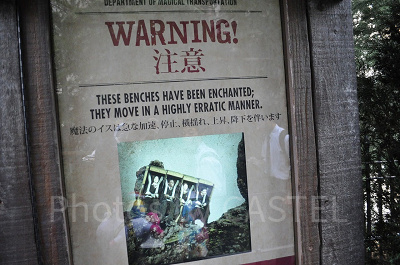 DEPARTMENT OF MAGICAL TRANSPORTATION
WARNING!
注意
THESE BENCHES HAVE BEEN ENCHANTED;
THEY MOVE IN A HIGHLY ERRATIC MANNER.
魔法のイスは急な加速、停止、横揺れ、上昇、降下を伴います
Photo CASTEL